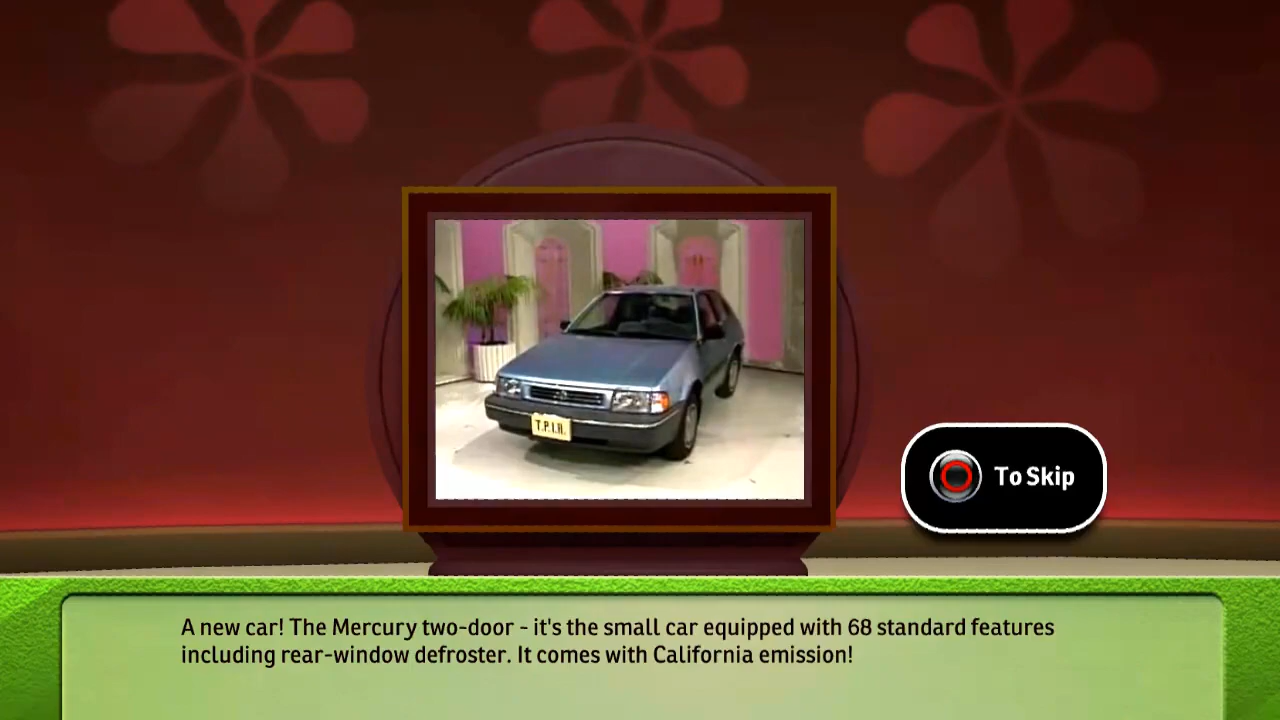 T.P.I.R.
To Skip
A new car! The Mercury two-door - it's the small car equipped with 68 standard features
including rear-window defroster. It comes with California emission!